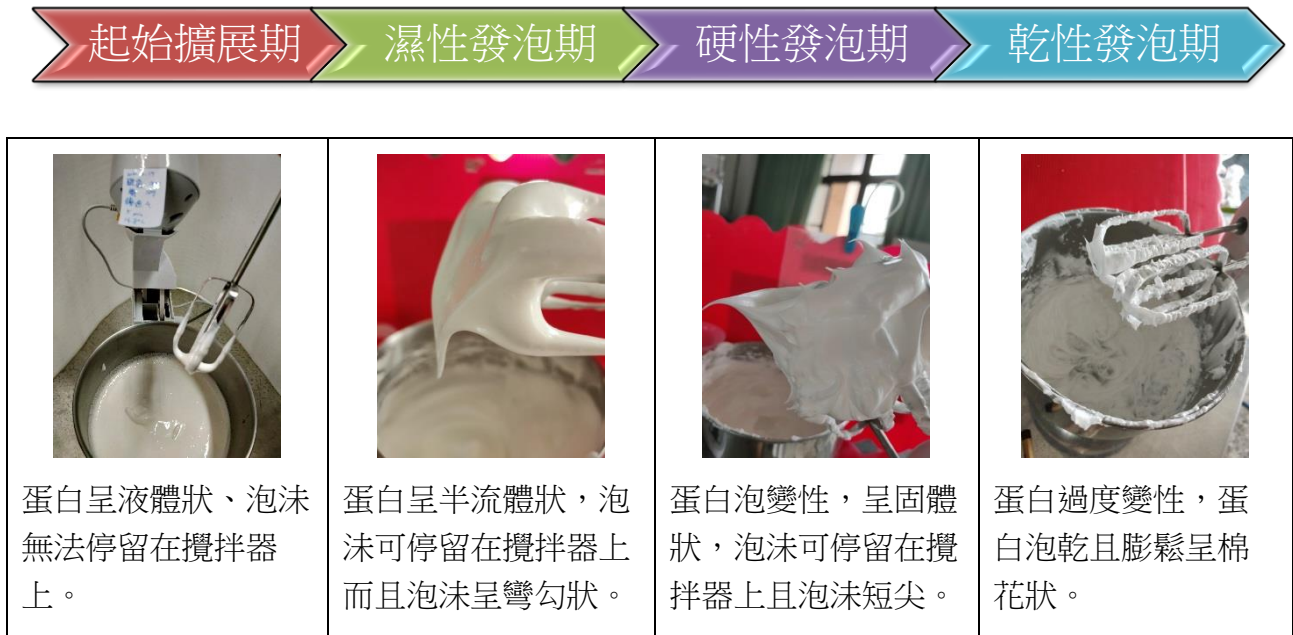 起始擴展期
濕性發泡期
硬性發泡期
乾性發泡期
蛋白呈液體狀、泡沫
無法停留在攪拌器
上。
蛋白呈半流體狀，泡
沫可停留在攪拌器上
而且泡沫呈彎勾狀。
蛋白泡變性，呈固體
狀，泡沫可停留在攪
拌器上且泡沫短尖。
蛋白過度變性，蛋
白泡乾且膨鬆呈棉
花狀。